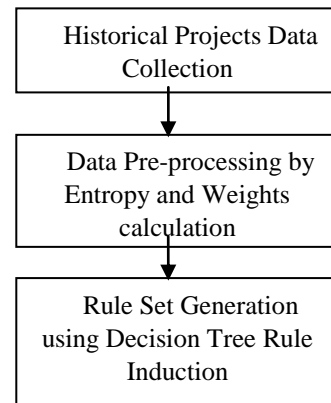 Historical Projects Data
Collection
Data Pre-processing by
Entropy and Weights
calculation
Rule Set Generation
using Decision Tree Rule
Induction